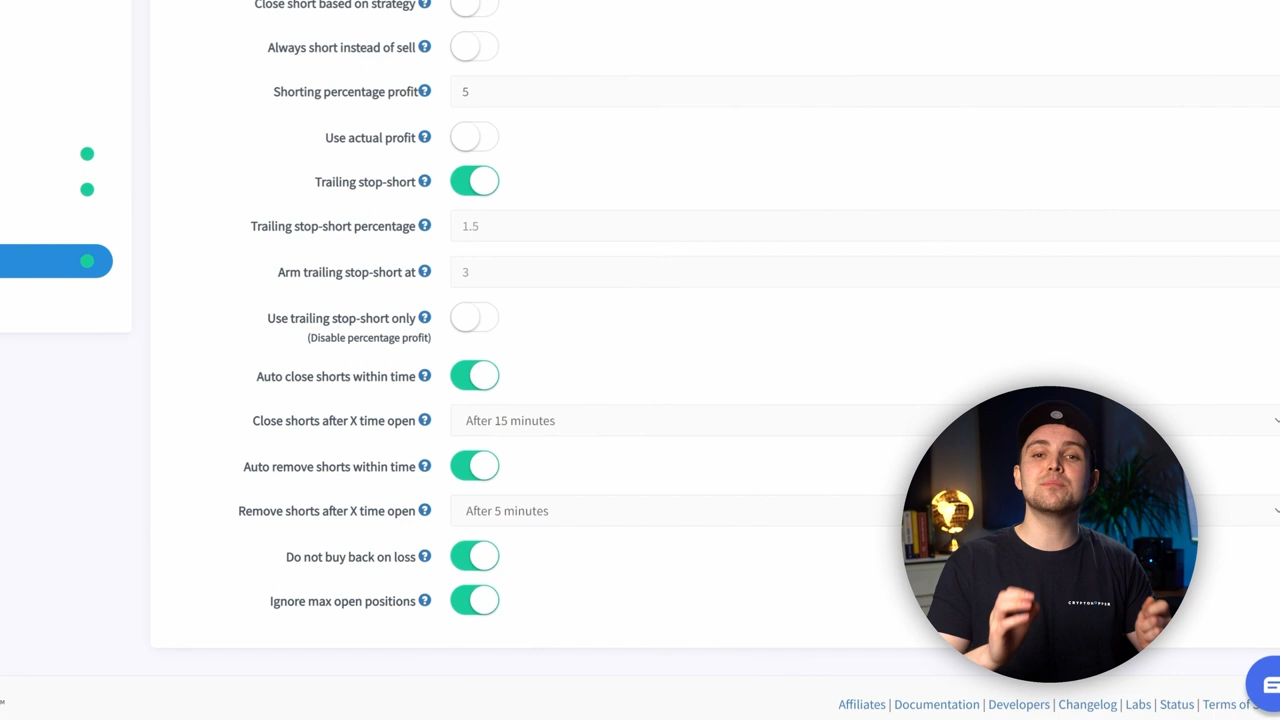 Close short based on strategy
Always short instead of sell
Shorting percentage profit
5
Use actual profit
Trailing stop-short
Trailing stop-short percentage
1.5
Arm trailing stop-short at
3
Use trailing stop-short only
(Disable percentage profit)
Auto close shorts within time
Close shorts after X time open
After 15 minutes
Auto remove shorts within time
Remove shorts after X time open
After 5 minutes
Do not buy back on loss
Ignore max open positions
CRYPTOHOPPER
Affiliates | Documentation | Developers | Changelog | Labs | Status | Terms of